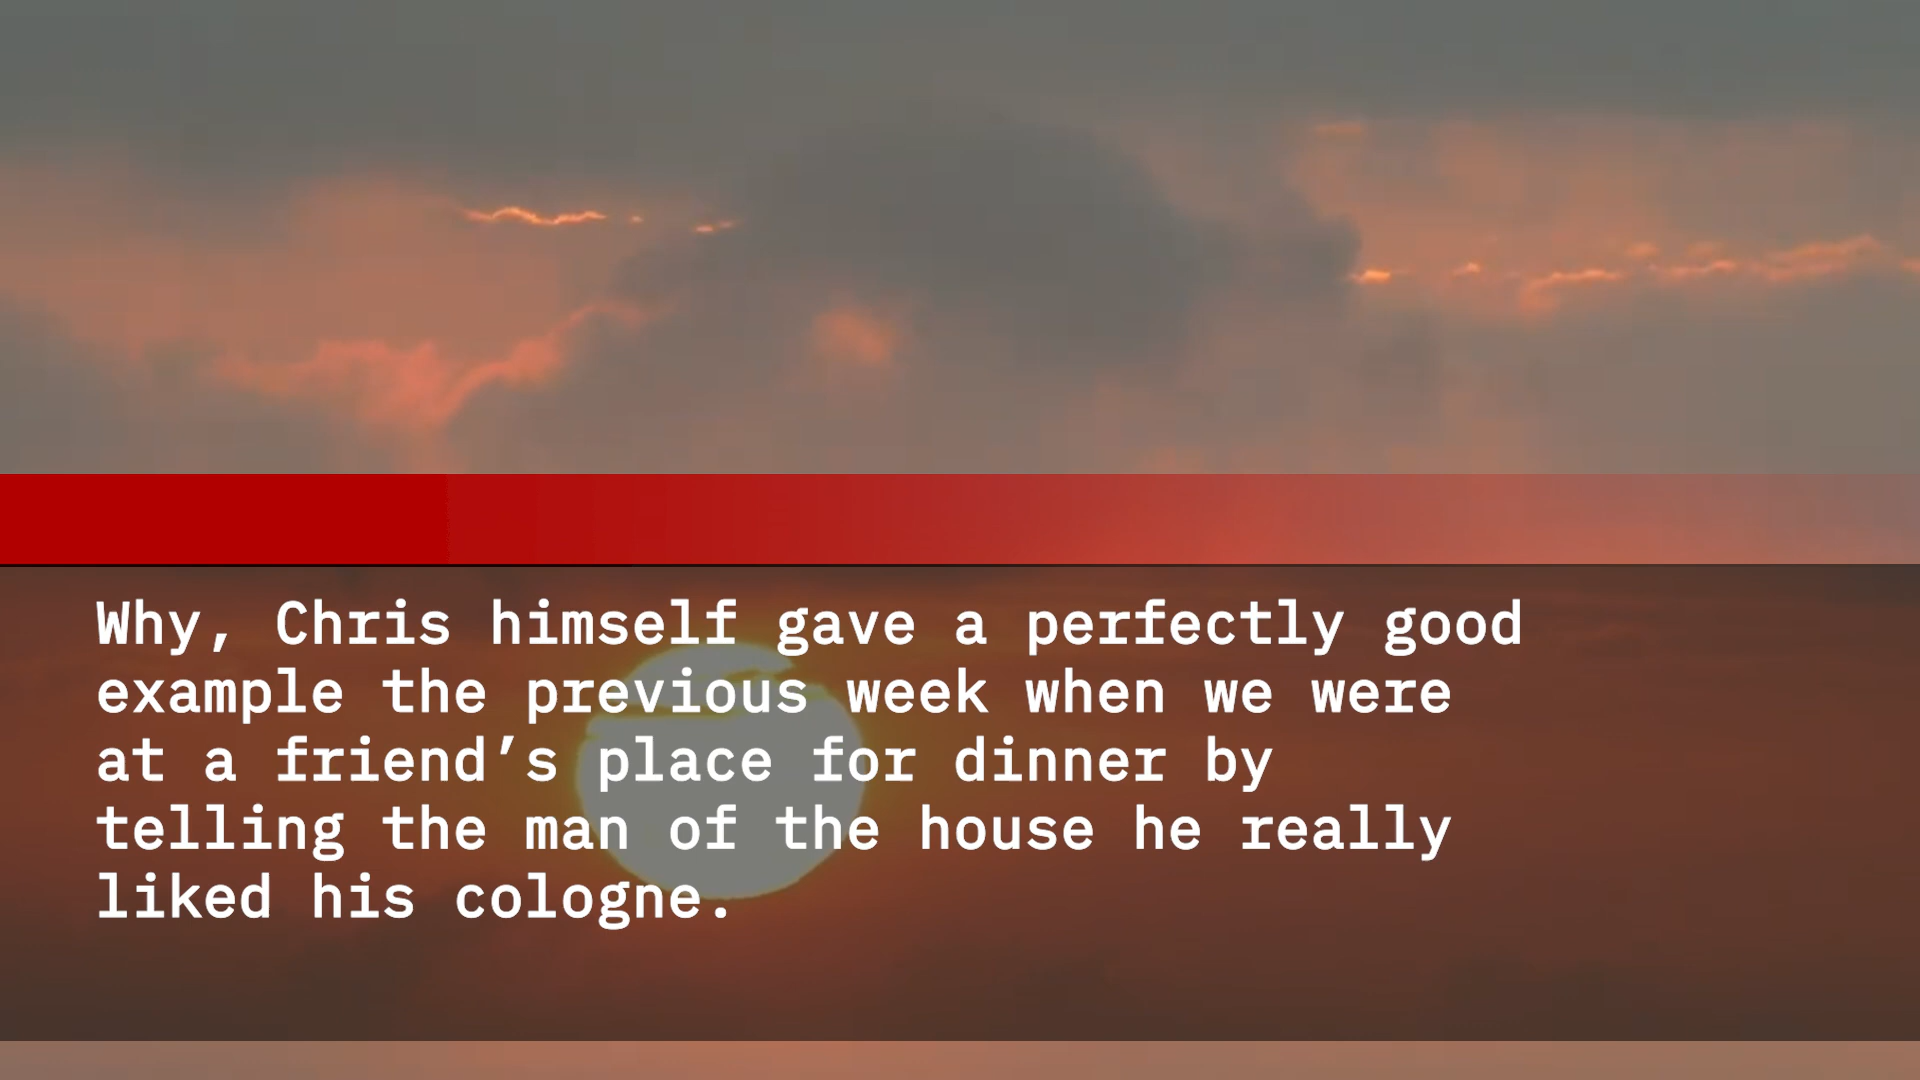 Why, Chris himself gave a perfectly good
example the previous week when we were
at a friend’s place for dinner by
telling the man of the house he really
liked his cologne.